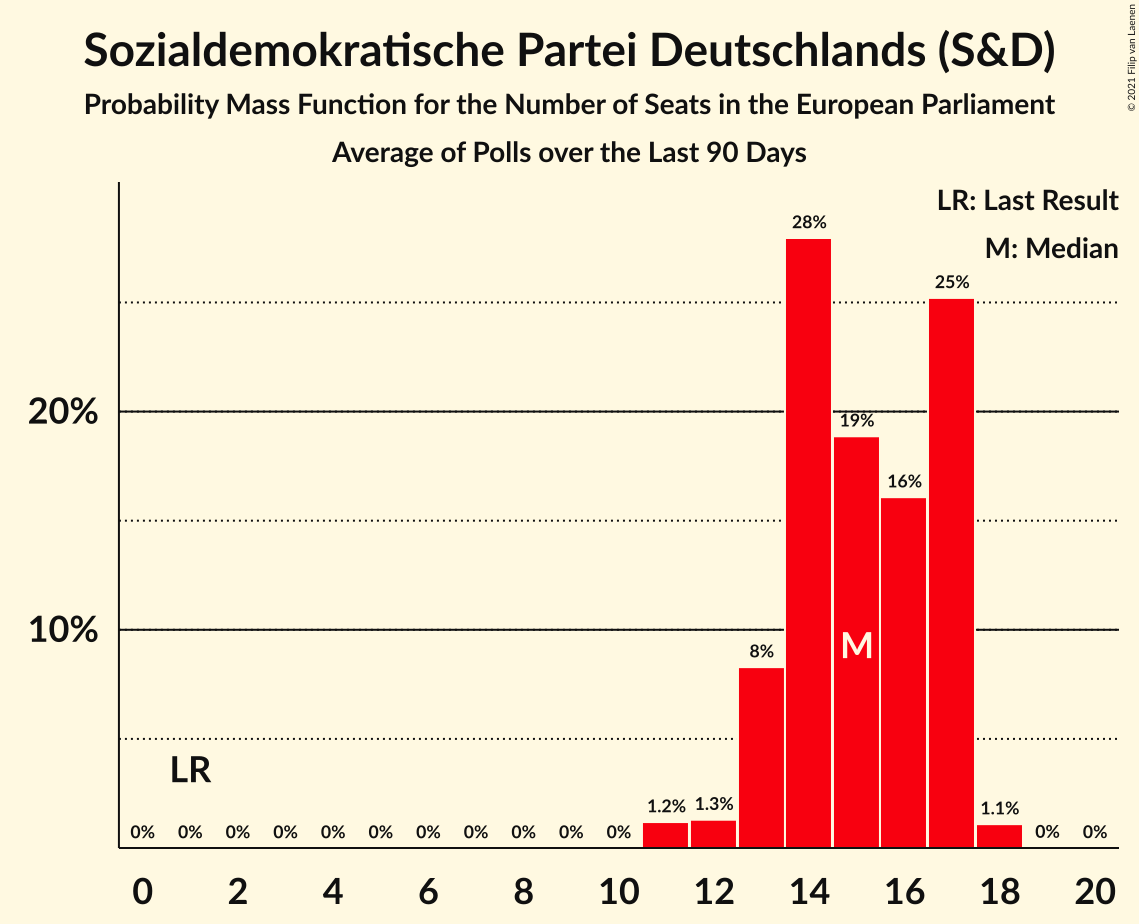 Sozialdemokratische Partei Deutschlands (S&D)
Probability Mass Function for the Number of Seats in the European Parliament
Average of Polls over the Last 90 Days
© 2021 Filip van Laenen
LR: Last Result
M: Median
28%
25%
20%
19%
16%
10%
8%
M
LR
0% 0% 0% 0% 0% 0% 0% 0% 0% 0% 0% 1.2% 1.3% 1.1% 0% 0%
0 2 4 6 8 10 12 14 16 18 20